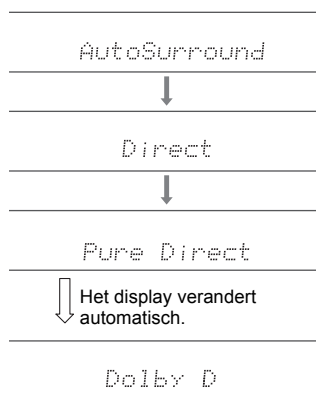 AutoSurround
Direct
Pure Direct
Het display verandert
automatisch.
Dolby D